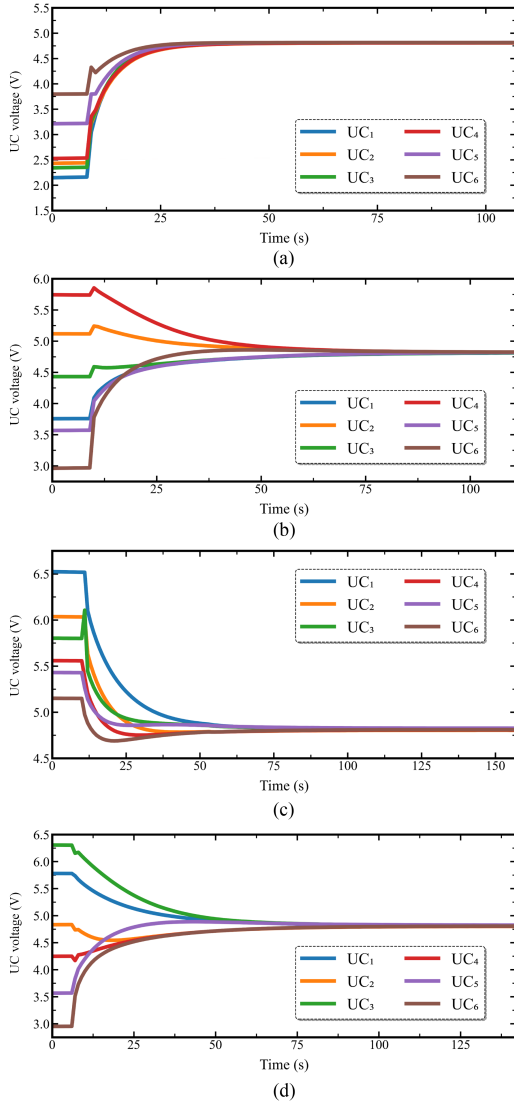 5.5
5.0
4.5
4.0
3.5
3.0
2.5
2.0
1.5
UC voltage (V)
UC₁ UC₄
UC₂ UC₅
UC₃ UC₆
0 25 50 75 100
Time (s)
(a)
6.0
5.5
5.0
4.5
4.0
3.5
3.0
UC voltage (V)
UC₁ UC₄
UC₂ UC₅
UC₃ UC₆
0 25 50 75 100
Time (s)
(b)
6.5
6.0
5.5
5.0
4.5
UC voltage (V)
UC₁ UC₄
UC₂ UC₅
UC₃ UC₆
0 25 50 75 100 125 150
Time (s)
(c)
6.5
6.0
5.5
5.0
4.5
4.0
3.5
3.0
UC voltage (V)
UC₁ UC₄
UC₂ UC₅
UC₃ UC₆
0 25 50 75 100 125
Time (s)
(d)